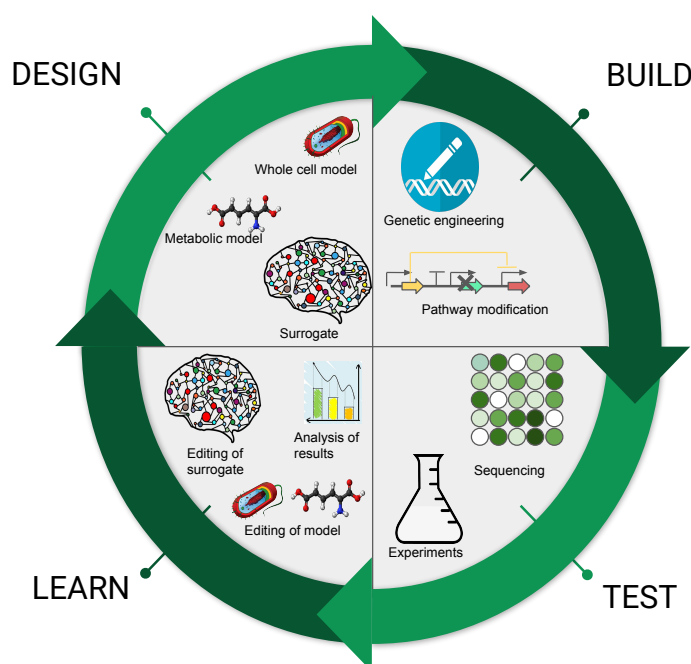 DESIGN
BUILD
Whole cell model
Metabolic model
Surrogate
Genetic engineering
Pathway modification
Editing of
surrogate
Analysis of
results
Editing of model
Sequencing
Experiments
LEARN
TEST